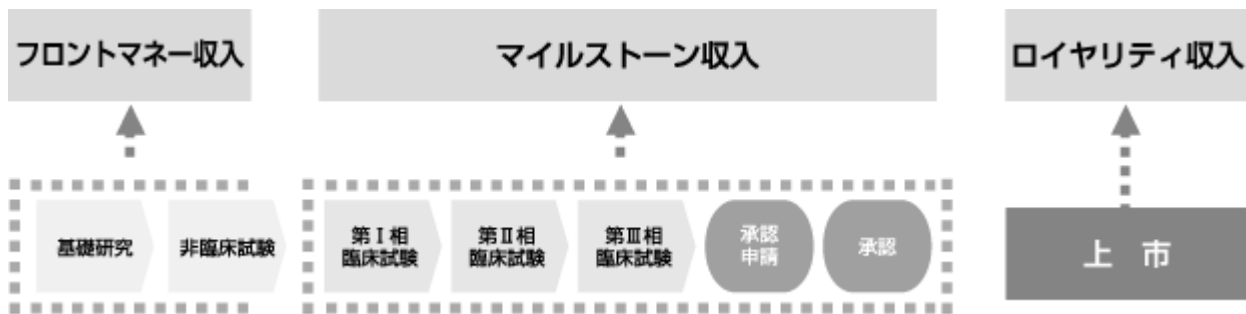 フロントマネー収入
マイルストーン収入
ロイヤリティ収入
基礎研究
非臨床試験
第Ⅰ相
臨床試験
第Ⅱ相
臨床試験
第Ⅲ相
臨床試験
承認
申請
承認
上 市